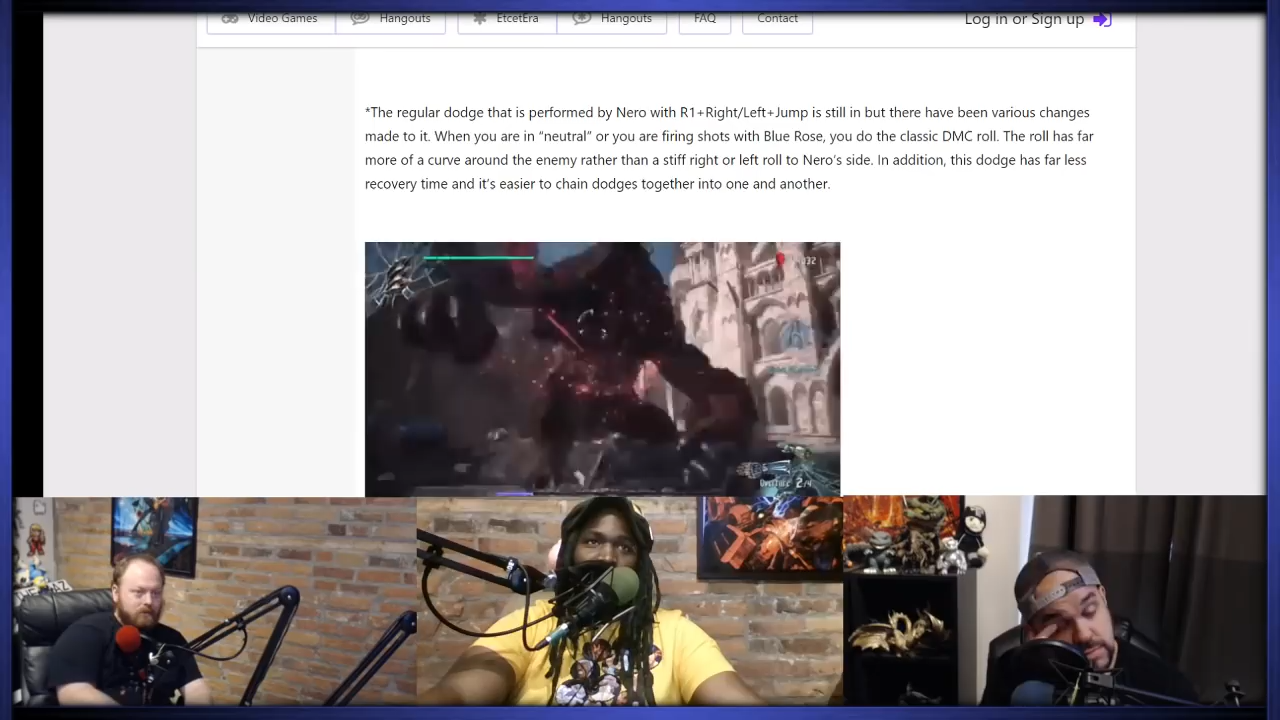 Video Games
Hangouts
EtcetEra
Hangouts
FAQ
Contact
Log in or Sign up
*The regular dodge that is performed by Nero with R1+Right/Left+Jump is still in but there have been various changes
made to it. When you are in “neutral” or you are firing shots with Blue Rose, you do the classic DMC roll. The roll has far
more of a curve around the enemy rather than a stiff right or left roll to Nero’s side. In addition, this dodge has far less
recovery time and it’s easier to chain dodges together into one and another.
Overture 2/4